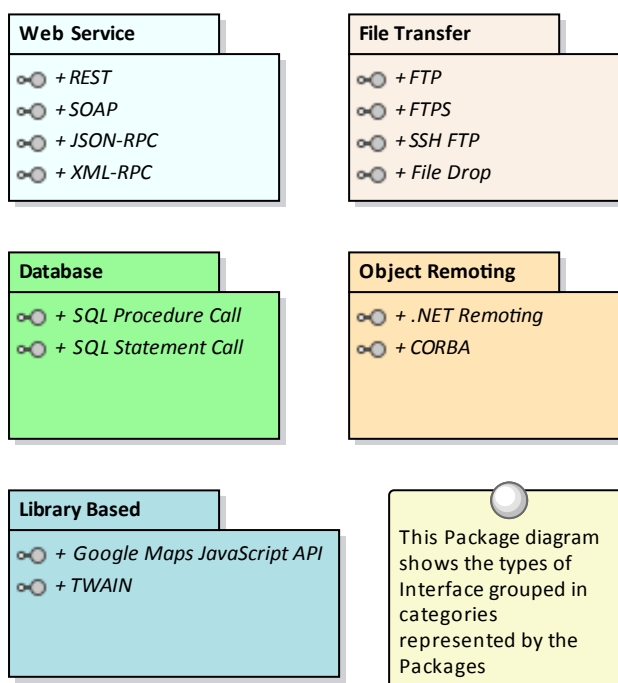 Web Service
+ REST
+ SOAP
+ JSON-RPC
+ XML-RPC
File Transfer
+ FTP
+ FTPS
+ SSH FTP
+ File Drop
Database
+ SQL Procedure Call
+ SQL Statement Call
Object Remoting
+ .NET Remoting
+ CORBA
Library Based
+ Google Maps JavaScript API
+ TWAIN
This Package diagram
shows the types of
Interface grouped in
categories
represented by the
Packages